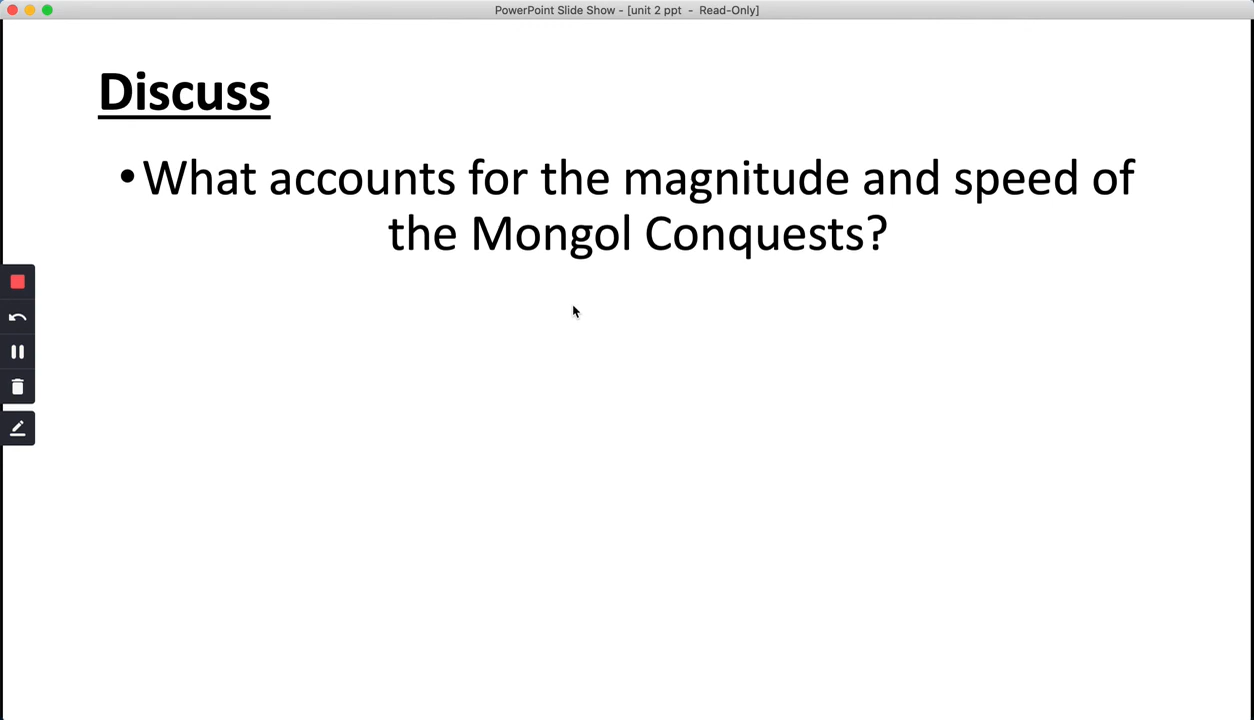 PowerPoint Slide Show - [unit 2 ppt - Read-Only]
Discuss
•What accounts for the magnitude and speed of
the Mongol Conquests?